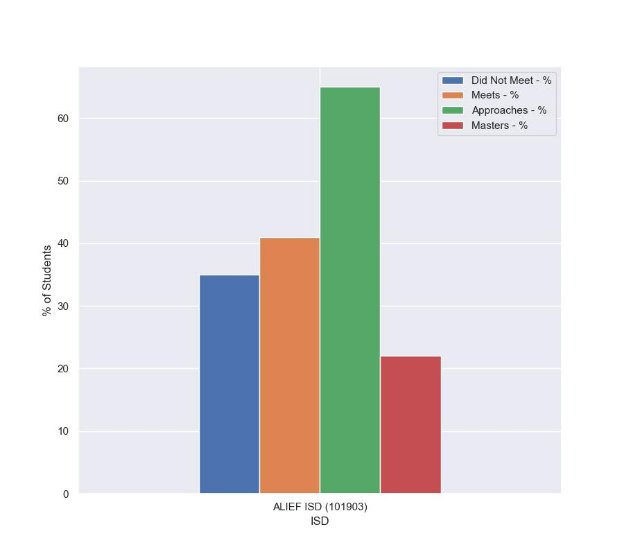 Did Not Meet - %
Meets - %
Approaches - %
Masters - %
60
50
40
30
20
10
0
% of Students
ALIEF ISD (101903)
ISD